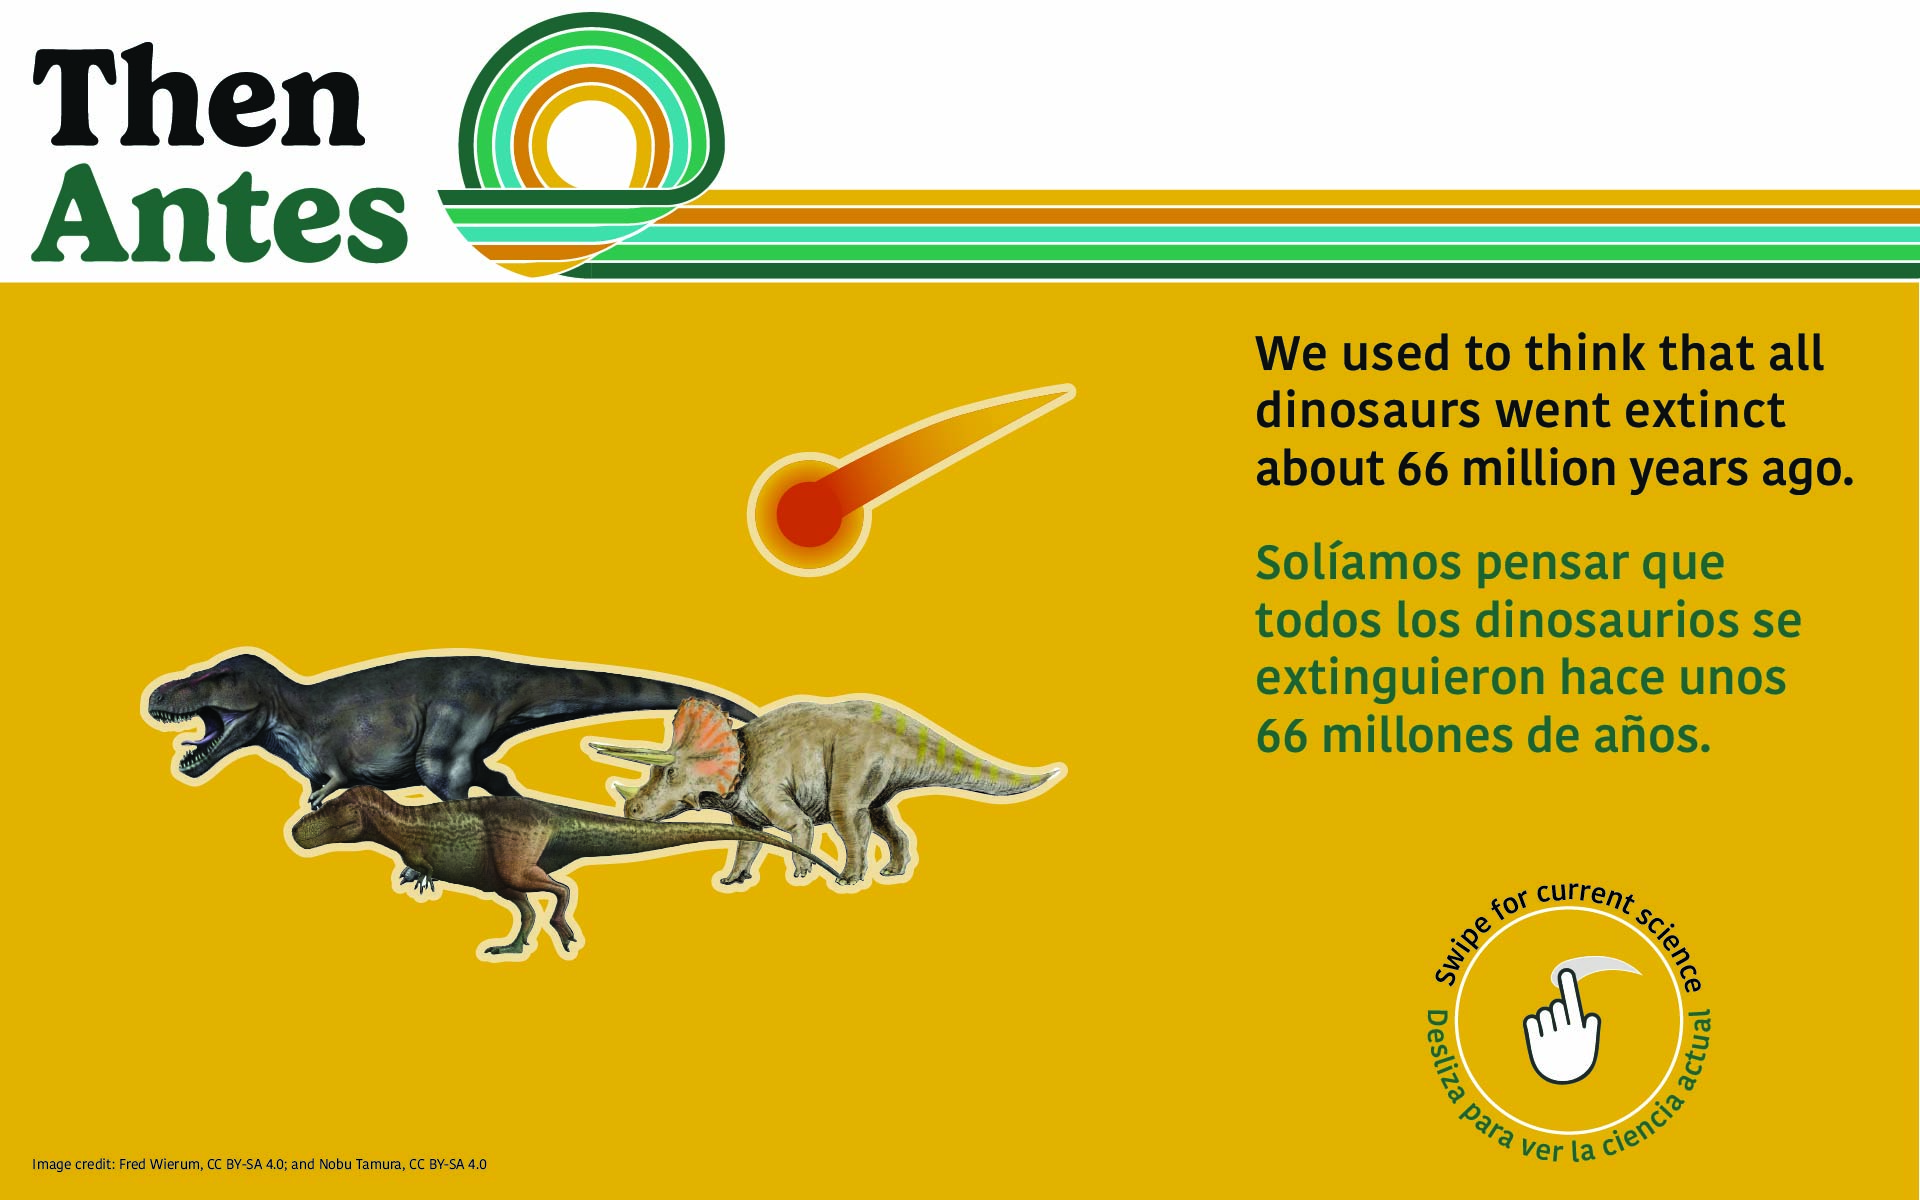 Then
Antes
We used to think that all
dinosaurs went extinct
about 66 million years ago.
Solíamos pensar que
todos los dinosaurios se
extinguieron hace unos
66 millones de años.
Swipe for current science
Desliza para ver la ciencia actual
Image credit: Fred Wierum, CC BY-SA 4.0; and Nobu Tamura, CC BY-SA 4.0